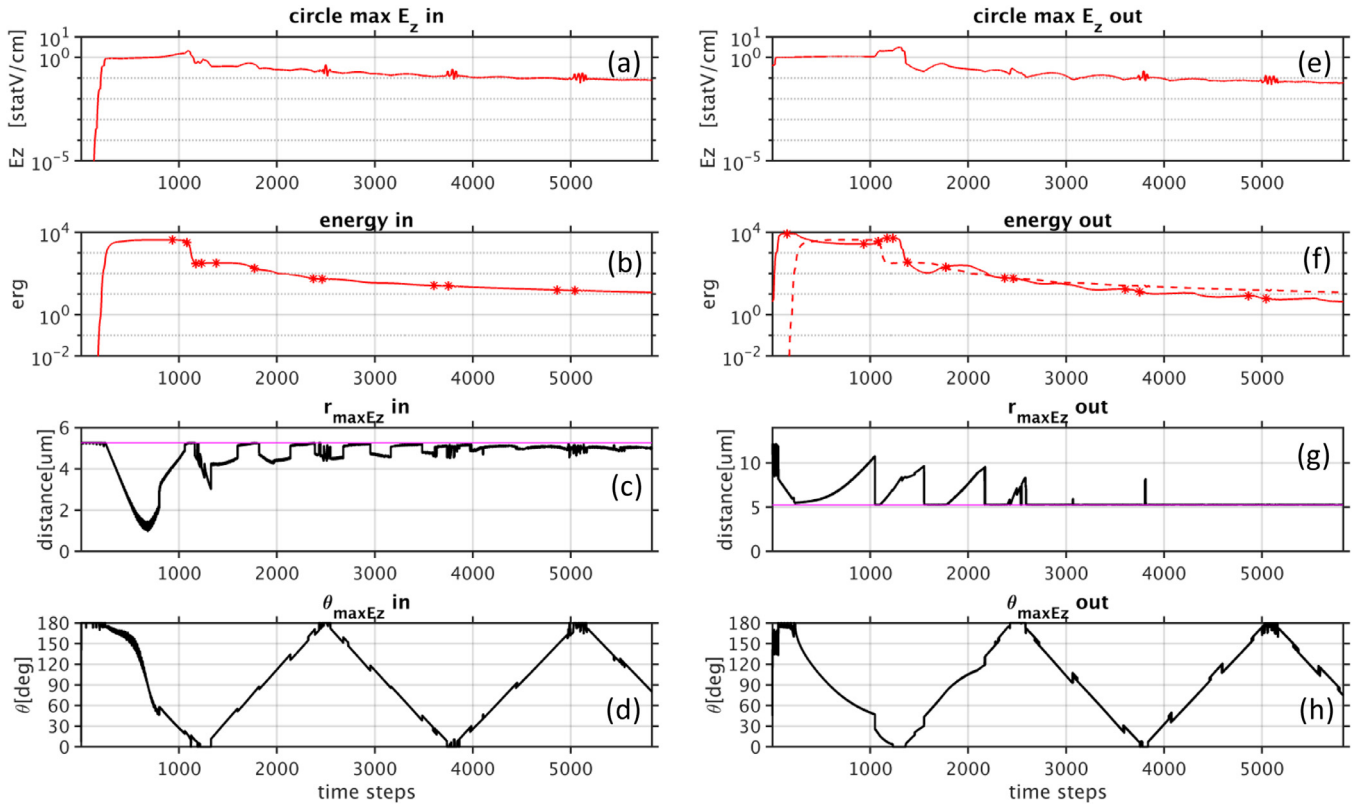 circle max E_z in
Ez [statV/cm]
10^1
10^0
10^-5
(a)
1000 2000 3000 4000 5000
energy in
erg
10^4
10^2
10^0
10^-2
(b)
1000 2000 3000 4000 5000
r_maxEz in
distance[um]
6
4
2
0
(c)
1000 2000 3000 4000 5000
θ_maxEz in
θ[deg]
180
150
120
90
60
30
0
(d)
1000 2000 3000 4000 5000
time steps
circle max E_z out
Ez [statV/cm]
10^1
10^0
10^-5
(e)
1000 2000 3000 4000 5000
energy out
erg
10^4
10^2
10^0
10^-2
(f)
1000 2000 3000 4000 5000
r_maxEz out
distance[um]
10
5
0
(g)
1000 2000 3000 4000 5000
θ_maxEz out
θ[deg]
180
150
120
90
60
30
0
(h)
1000 2000 3000 4000 5000
time steps